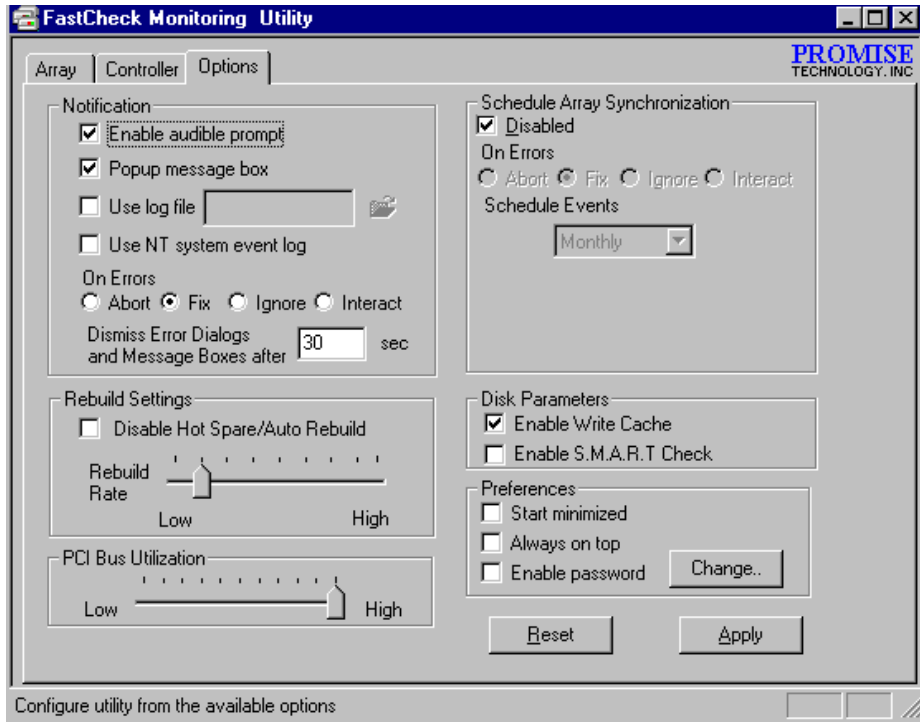 FastCheck Monitoring Utility
PROMISE
TECHNOLOGY, INC
Array
Controller
Options
Notification
Enable audible prompt
Popup message box
Use log file
Use NT system event log
On Errors
Abort
Fix
Ignore
Interact
Dismiss Error Dialogs
and Message Boxes after
30
sec
Rebuild Settings
Disable Hot Spare/Auto Rebuild
Rebuild
Rate
Low
High
PCI Bus Utilization
Low
High
Schedule Array Synchronization
Disabled
On Errors
Abort
Fix
Ignore
Interact
Schedule Events
Monthly
Disk Parameters
Enable Write Cache
Enable S.M.A.R.T Check
Preferences
Start minimized
Always on top
Enable password
Change..
Reset
Apply
Configure utility from the available options